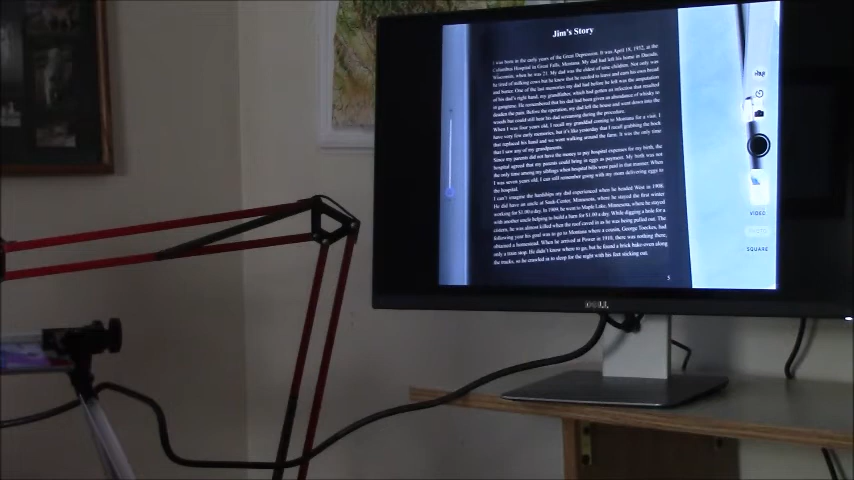 Jim's Story
I was born in the early years of the Great Depression. It was April 18, 1932, at the
Columbus Hospital in Great Falls, Montana. My dad had left his home in Dorado,
Wisconsin, when he was 21. My dad was the oldest of nine children. Not only was
he tired of milking cows but he knew that he needed to leave and earn his own bread
and butter. One of the last memories my dad had before he left was the amputation
of his dad's right hand, my grandfather, which had gotten an infection that resulted
in gangrene. He remembered that his dad had been given an abundance of whisky to
deaden the pain. Before the operation, my dad left the house and went down into the
woods but could still hear his dad screaming during the procedure.
When I was four years old, I recall my granddad coming to Montana for a visit. I
have very few early memories, but it's like yesterday that I recall grabbing the hook
that replaced his hand and we went walking around the farm. It was the only time
that I saw any of my grandparents.
Since my parents did not have the money to pay hospital expenses for my birth, the
hospital agreed that my parents could bring in eggs as payment. My birth was not
the only time among my siblings when hospital bills were paid in that manner. When
I was seven years old, I can still remember going with my mom delivering eggs to
the hospital.
I can't imagine the hardships my dad experienced when he headed West in 1908.
He did have an uncle at Sauk-Center, Minnesota, where he stayed the first winter
working for $1.00 a day. In 1909, he went to Maple Lake, Minnesota, where he stayed
with another uncle helping to build a barn for $1.00 a day. While digging a hole for a
cistern, he was almost killed when the roof caved in as he was being pulled out. The
following year his goal was to go to Montana where a cousin, George Toeckes, had
obtained a homestead. When he arrived at Power in 1910, there was nothing there,
only a train stop. He didn't know where to go, but he found a brick bake-oven along
the tracks, so he crawled in to sleep for the night with his feet sticking out.
5
VIDEO
PHOTO
SQUARE
DELL